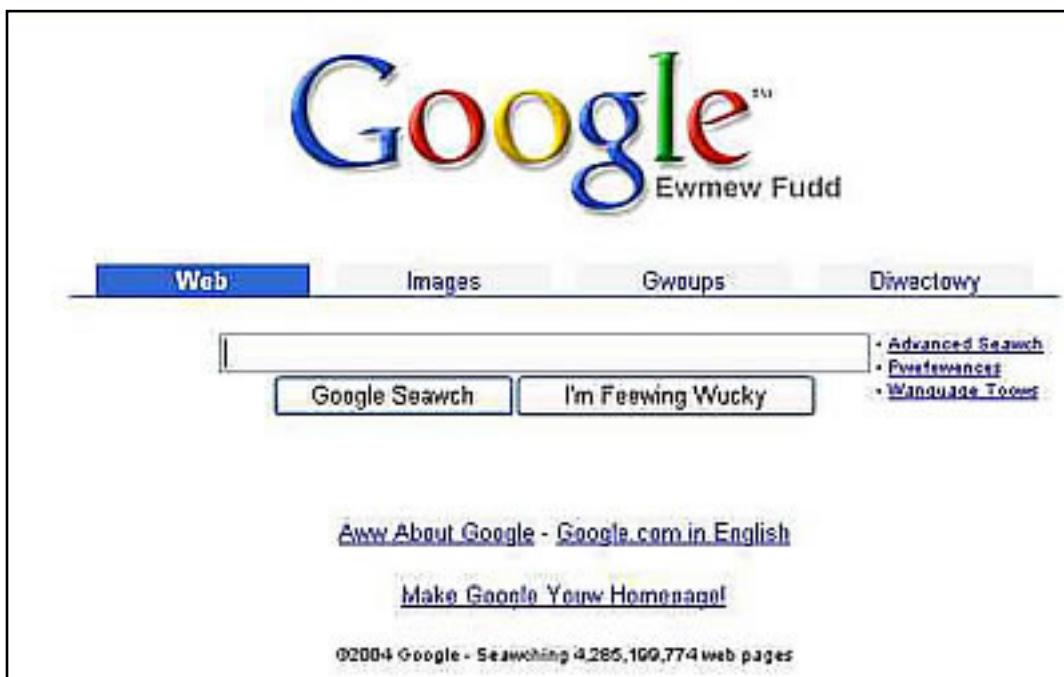 Google™
Ewmew Fudd
Web Images Gwoups Diwectowy
• Advanced Seawch
• Pwefewences
Google Seawch I'm Feewing Wucky
• Wanguage Toows
Aww About Google - Google.com in English
Make Google Youw Homepage!
©2004 Google - Seawching 4,285,199,774 web pages